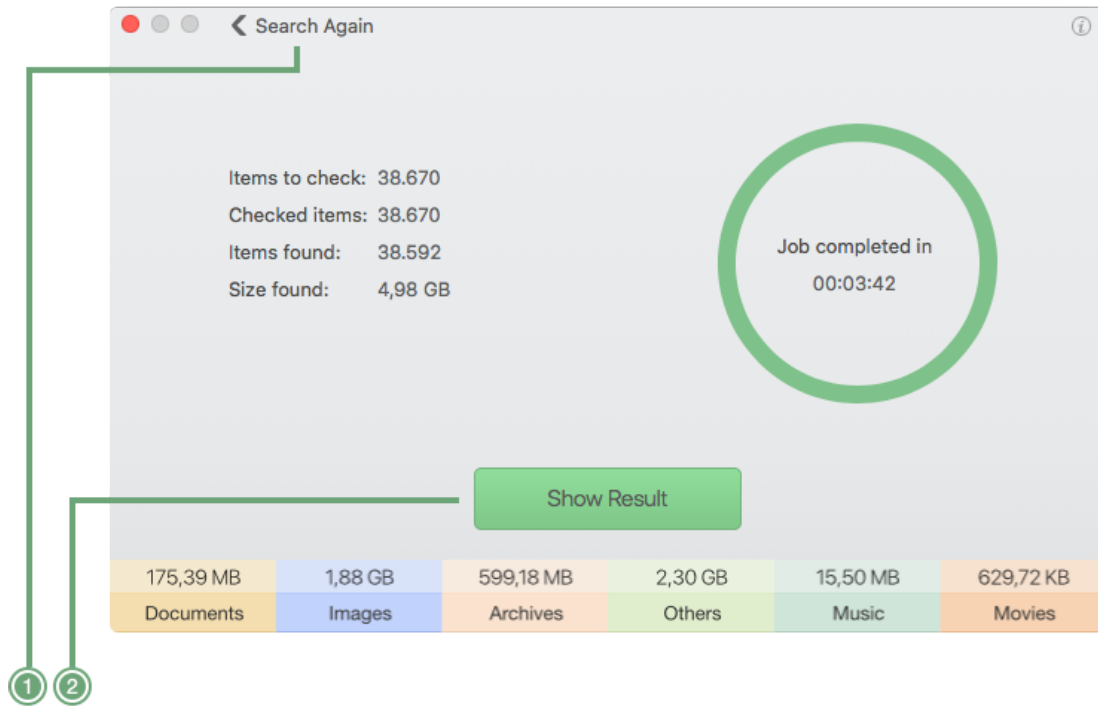 Search Again
i
Items to check: 38.670
Checked items: 38.670
Items found: 38.592
Size found: 4,98 GB
Job completed in
00:03:42
Show Result
175,39 MB 1,88 GB 599,18 MB 2,30 GB 15,50 MB 629,72 KB
Documents Images Archives Others Music Movies
1 2